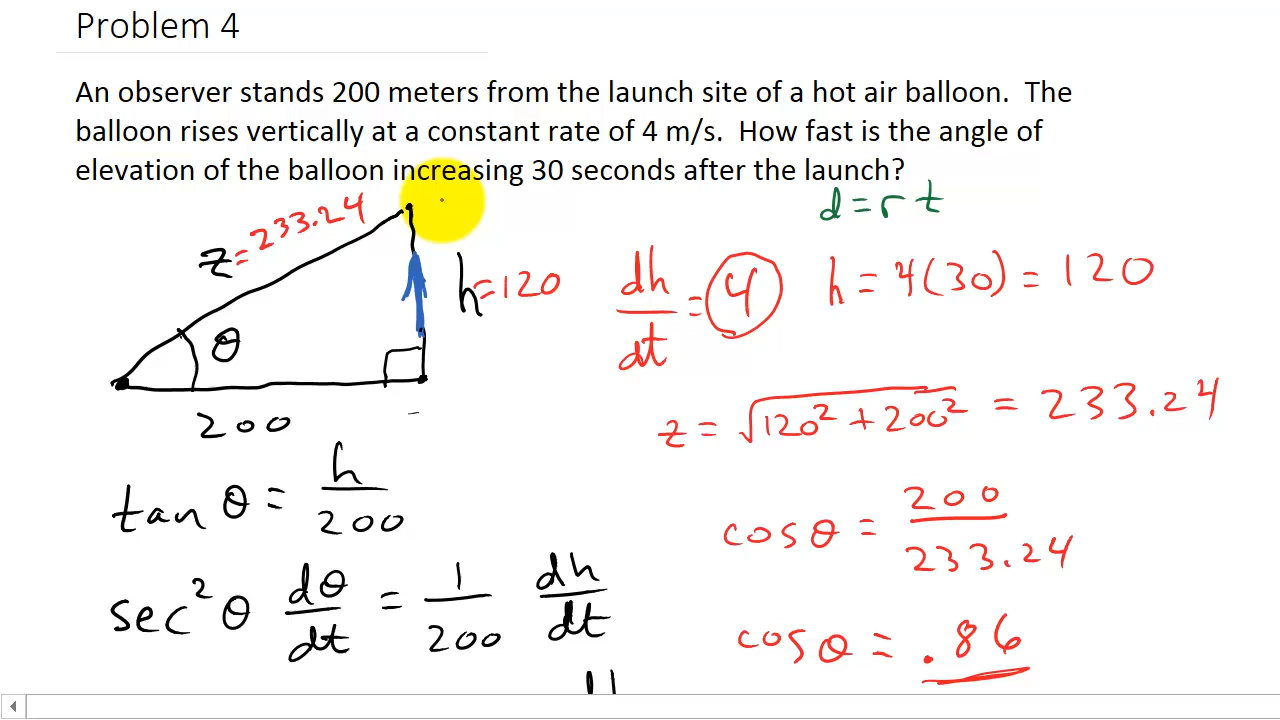 Problem 4
An observer stands 200 meters from the launch site of a hot air balloon. The
balloon rises vertically at a constant rate of 4 m/s. How fast is the angle of
elevation of the balloon increasing 30 seconds after the launch?
d = r t
z = 233.24
h = 120
dh/dt = 4
h = 4(30) = 120
θ
200
z = √(120² + 200²) = 233.24
tan θ = h/200
cos θ = 200/233.24
sec² θ dθ/dt = 1/200 dh/dt
cos θ = .86